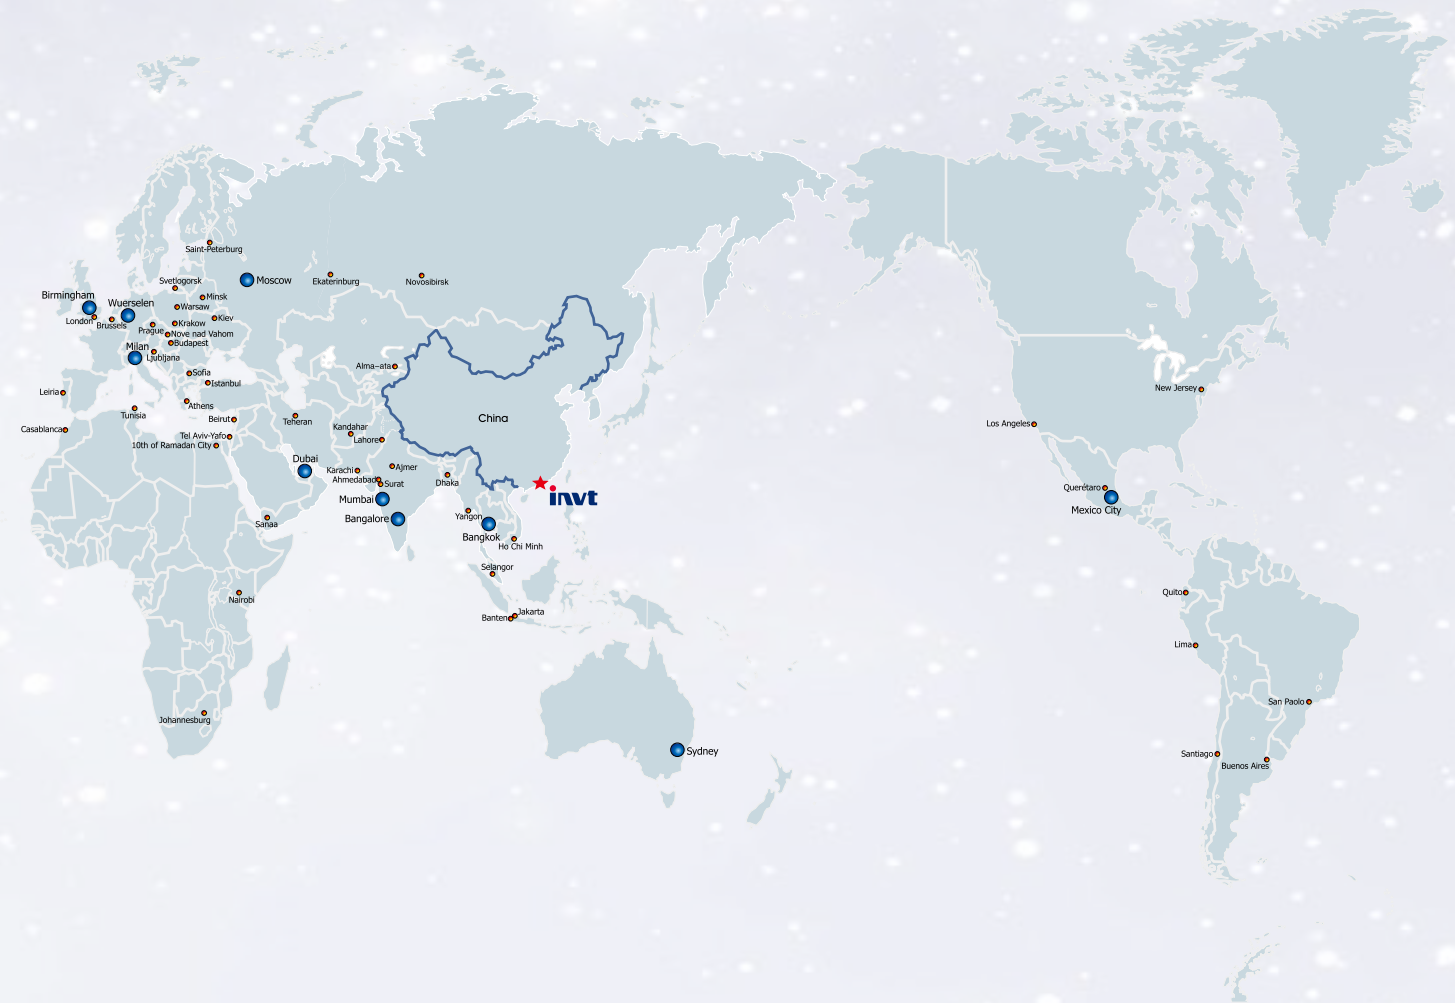 Saint-Peterburg
Moscow
Ekaterinburg
Novosibirsk
Svetlogorsk
Birmingham
Minsk
Wuerselen
Warsaw
London
Brussels
Kiev
Krakow
Prague
Nove nad Vahom
Budapest
Milan
Ljubljana
Alma-ata
Sofia
Istanbul
New Jersey
Leiria
Athens
Tunisia
China
Beirut
Teheran
Los Angeles
Casablanca
Kandahar
Tel Aviv-Yafo
Lahore
10th of Ramadan City
Dubai
Ajmer
Karachi
Ahmedabad
Surat
Dhaka
Querétaro
Mumbai
invt
Mexico City
Yangon
Bangalore
Sanaa
Bangkok
Ho Chi Minh
Selangor
Quito
Nairobi
Jakarta
Banten
Lima
San Paolo
Johannesburg
Sydney
Santiago
Buenos Aires